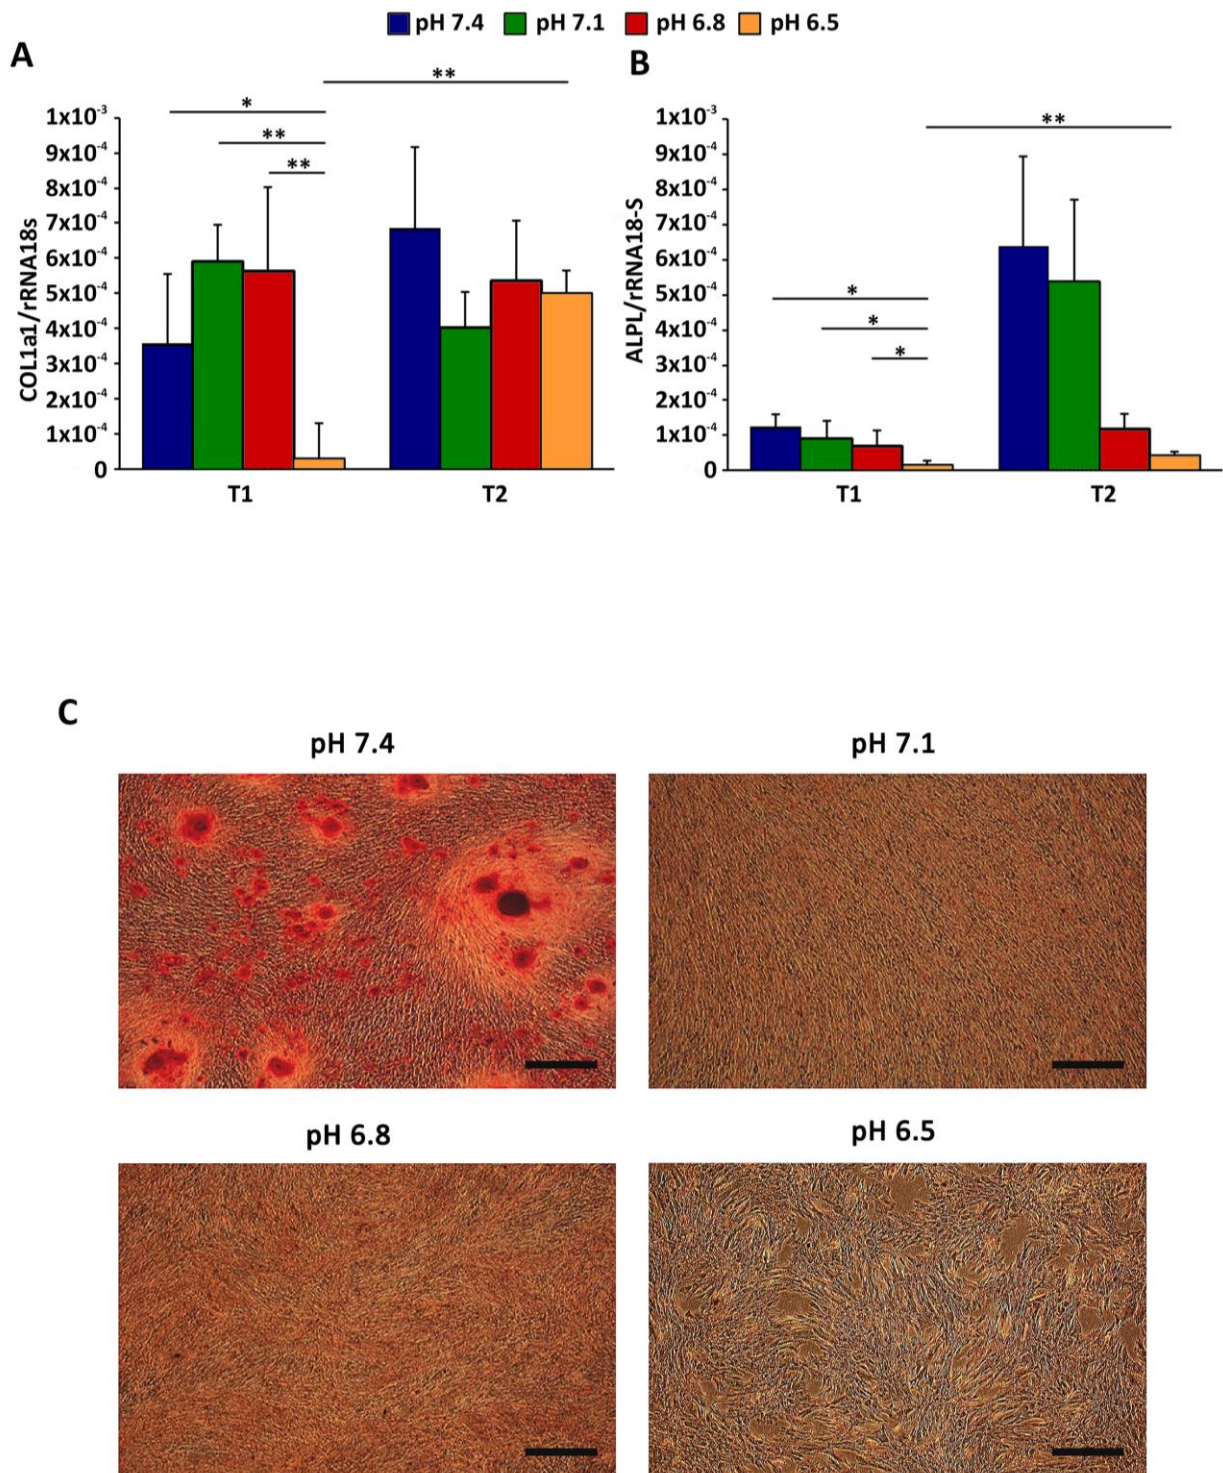 pH 7.4 pH 7.1 pH 6.8 pH 6.5
A
**
*
**
**
1x10⁻³
9x10⁻⁴
8x10⁻⁴
7x10⁻⁴
6x10⁻⁴
5x10⁻⁴
4x10⁻⁴
3x10⁻⁴
2x10⁻⁴
1x10⁻⁴
0
COL1a1/rRNA18s
T1 T2
B
**
*
*
*
1x10⁻³
9x10⁻⁴
8x10⁻⁴
7x10⁻⁴
6x10⁻⁴
5x10⁻⁴
4x10⁻⁴
3x10⁻⁴
2x10⁻⁴
1x10⁻⁴
0
ALPL/rRNA18-S
T1 T2
C
pH 7.4 pH 7.1
pH 6.8 pH 6.5